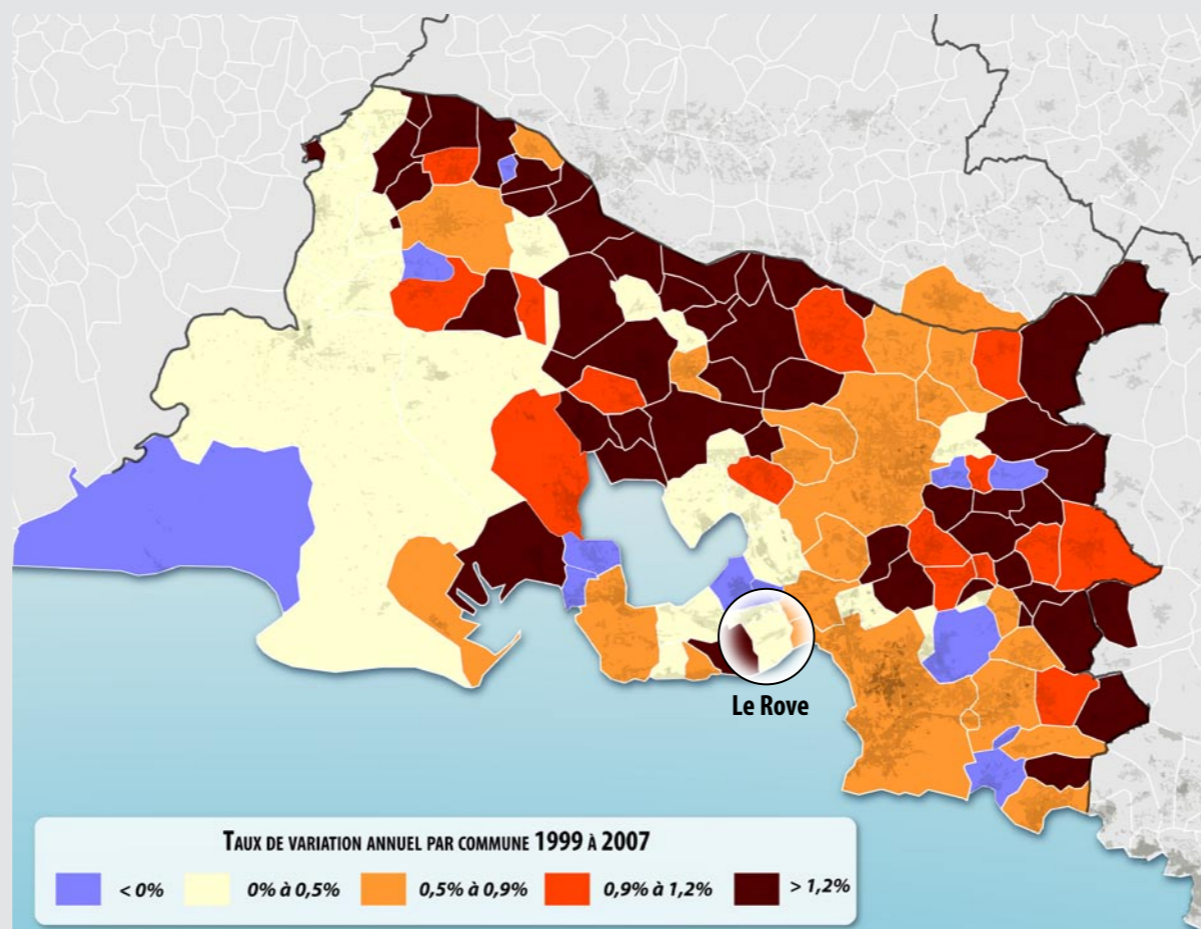 Le Rove
TAUX DE VARIATION ANNUEL PAR COMMUNE 1999 À 2007
< 0%
0% à 0,5%
0,5% à 0,9%
0,9% à 1,2%
> 1,2%